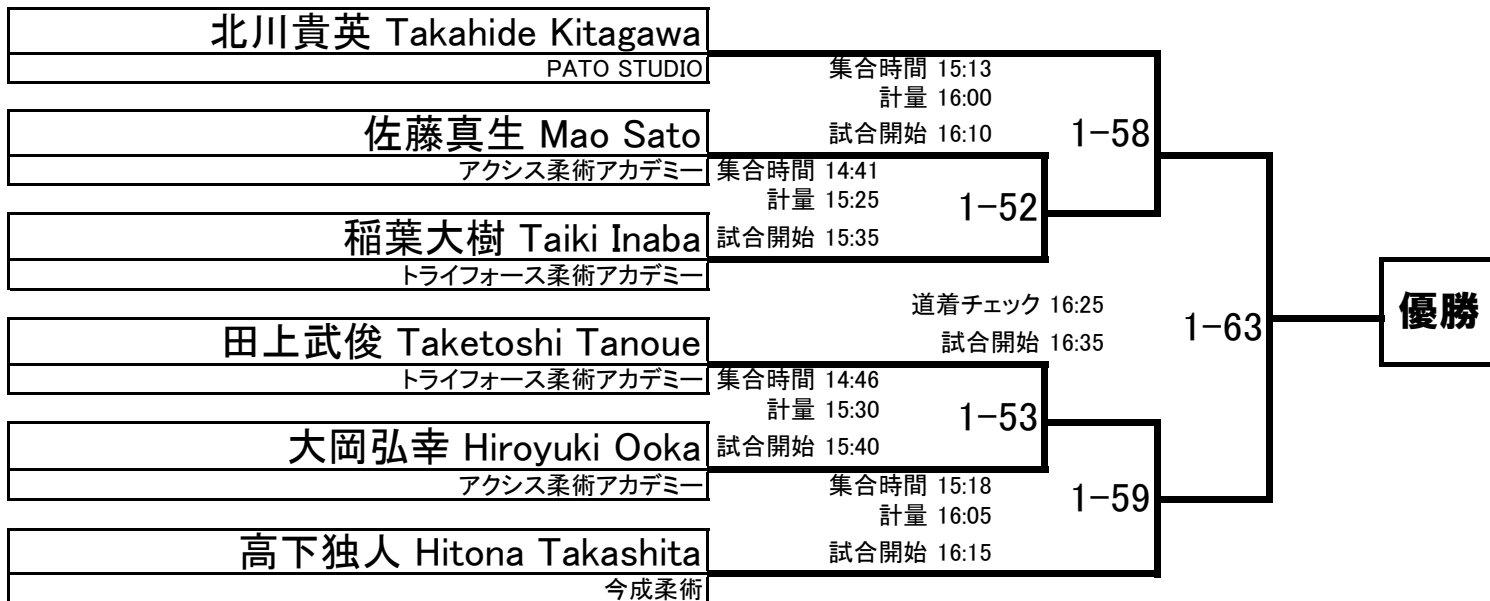 北川貴英 Takahide Kitagawa
PATO STUDIO
集合時間 15:13
計量 16:00
試合開始 16:10
1-58
佐藤真生 Mao Sato
アクシス柔術アカデミー
集合時間 14:41
計量 15:25
試合開始 15:35
1-52
稲葉大樹 Taiki Inaba
トライフォース柔術アカデミー
道着チェック 16:25
試合開始 16:35
1-63
優勝
田上武俊 Taketoshi Tanoue
トライフォース柔術アカデミー
集合時間 14:46
計量 15:30
試合開始 15:40
1-53
大岡弘幸 Hiroyuki Ooka
アクシス柔術アカデミー
集合時間 15:18
計量 16:05
試合開始 16:15
1-59
高下独人 Hitona Takashita
今成柔術